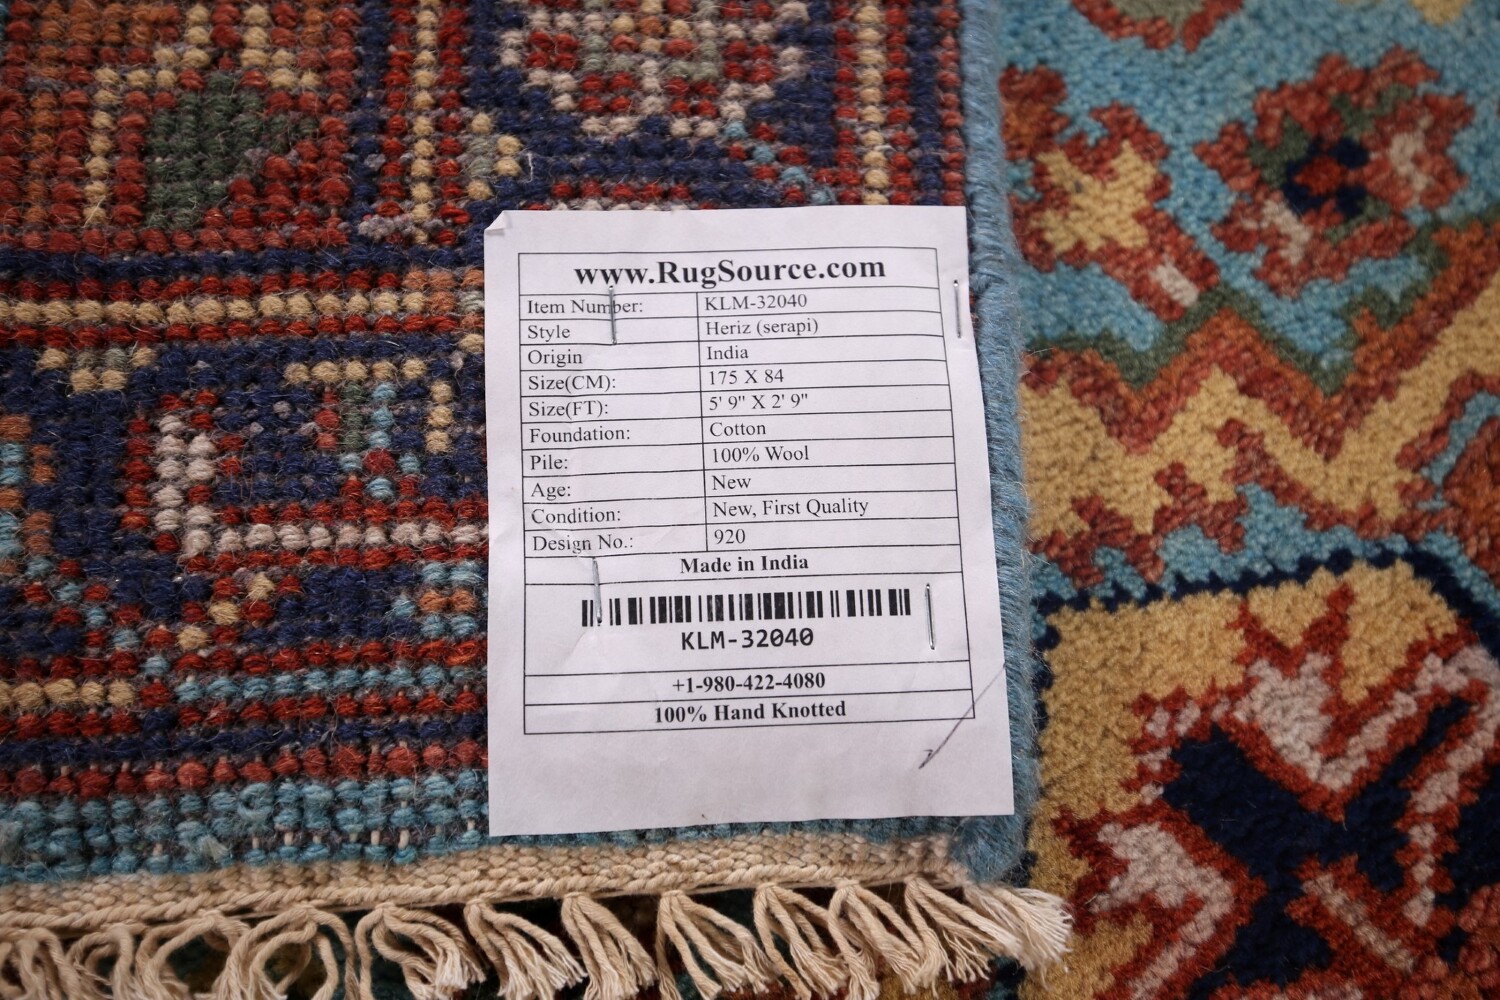 www.RugSource.com
Item Number: KLM-32040
Style Heriz (serapi)
Origin India
Size(CM): 175 X 84
Size(FT): 5' 9" X 2' 9"
Foundation: Cotton
Pile: 100% Wool
Age: New
Condition: New, First Quality
Design No.: 920
Made in India
KLM-32040
+1-980-422-4080
100% Hand Knotted